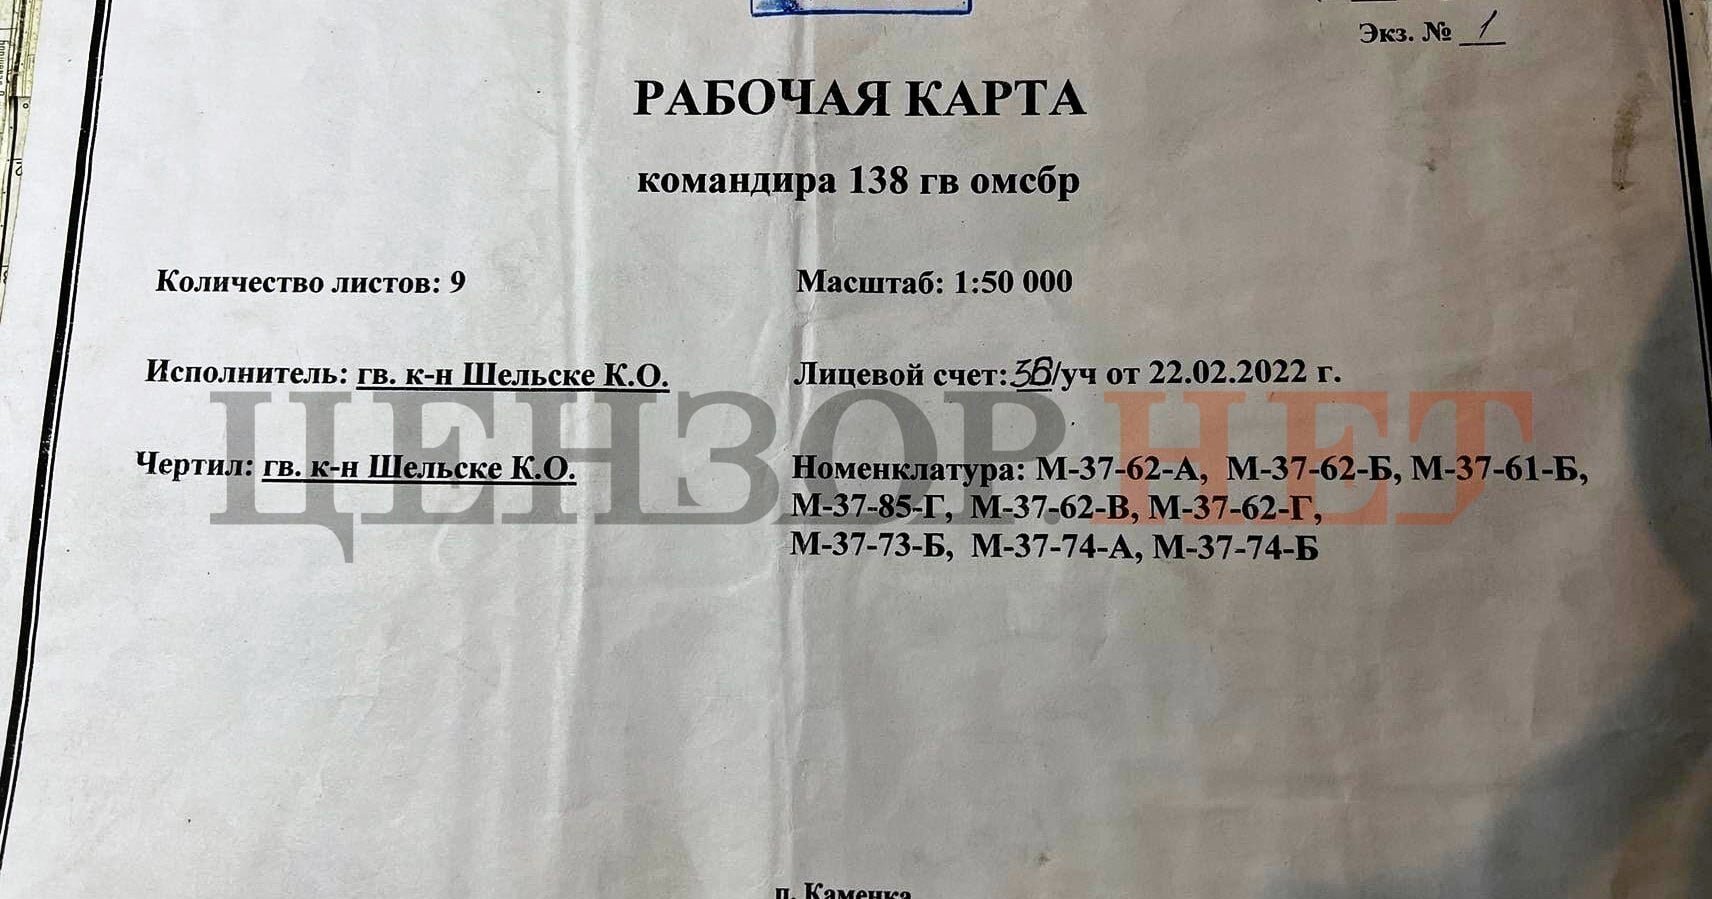 Экз. № 1
РАБОЧАЯ КАРТА
командира 138 гв омсбр
Количество листов: 9
Масштаб: 1:50 000
Исполнитель: гв. к-н Шельске К.О.
Лицевой счет:38/уч от 22.02.2022 г.
ЦЕНЗОР.НЕТ
Чертил: гв. к-н Шельске К.О.
Номенклатура: М-37-62-А, М-37-62-Б, М-37-61-Б,
М-37-85-Г, М-37-62-В, М-37-62-Г,
М-37-73-Б, М-37-74-А, М-37-74-Б
п. Каменка